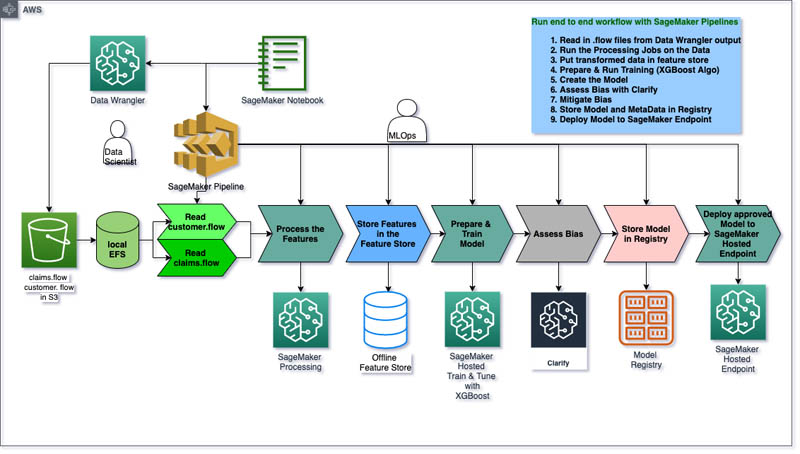 AWS
Run end to end workflow with SageMaker Pipelines
1. Read in .flow files from Data Wrangler output
2. Run the Processing Jobs on the Data
3. Put transformed data in feature store
4. Prepare & Run Training (XGBoost Algo)
5. Create the Model
6. Assess Bias with Clarify
7. Mitigate Bias
8. Store Model and MetaData in Registry
9. Deploy Model to SageMaker Endpoint
Data Wrangler
SageMaker Notebook
Data
Scientist
MLOps
SageMaker Pipeline
claims.flow
customer. flow
in S3
local
EFS
Read
customer.flow
Read
claims.flow
Process the
Features
Store Features
in the
Feature Store
Prepare &
Train
Model
Assess Bias
Store Model
in Registry
Deploy approved
Model to
SageMaker
Hosted
Endpoint
SageMaker
Processing
Offline
Feature Store
SageMaker
Hosted
Train & Tune
with
XGBoost
Clarify
Model
Registry
SageMaker
Hosted
Endpoint